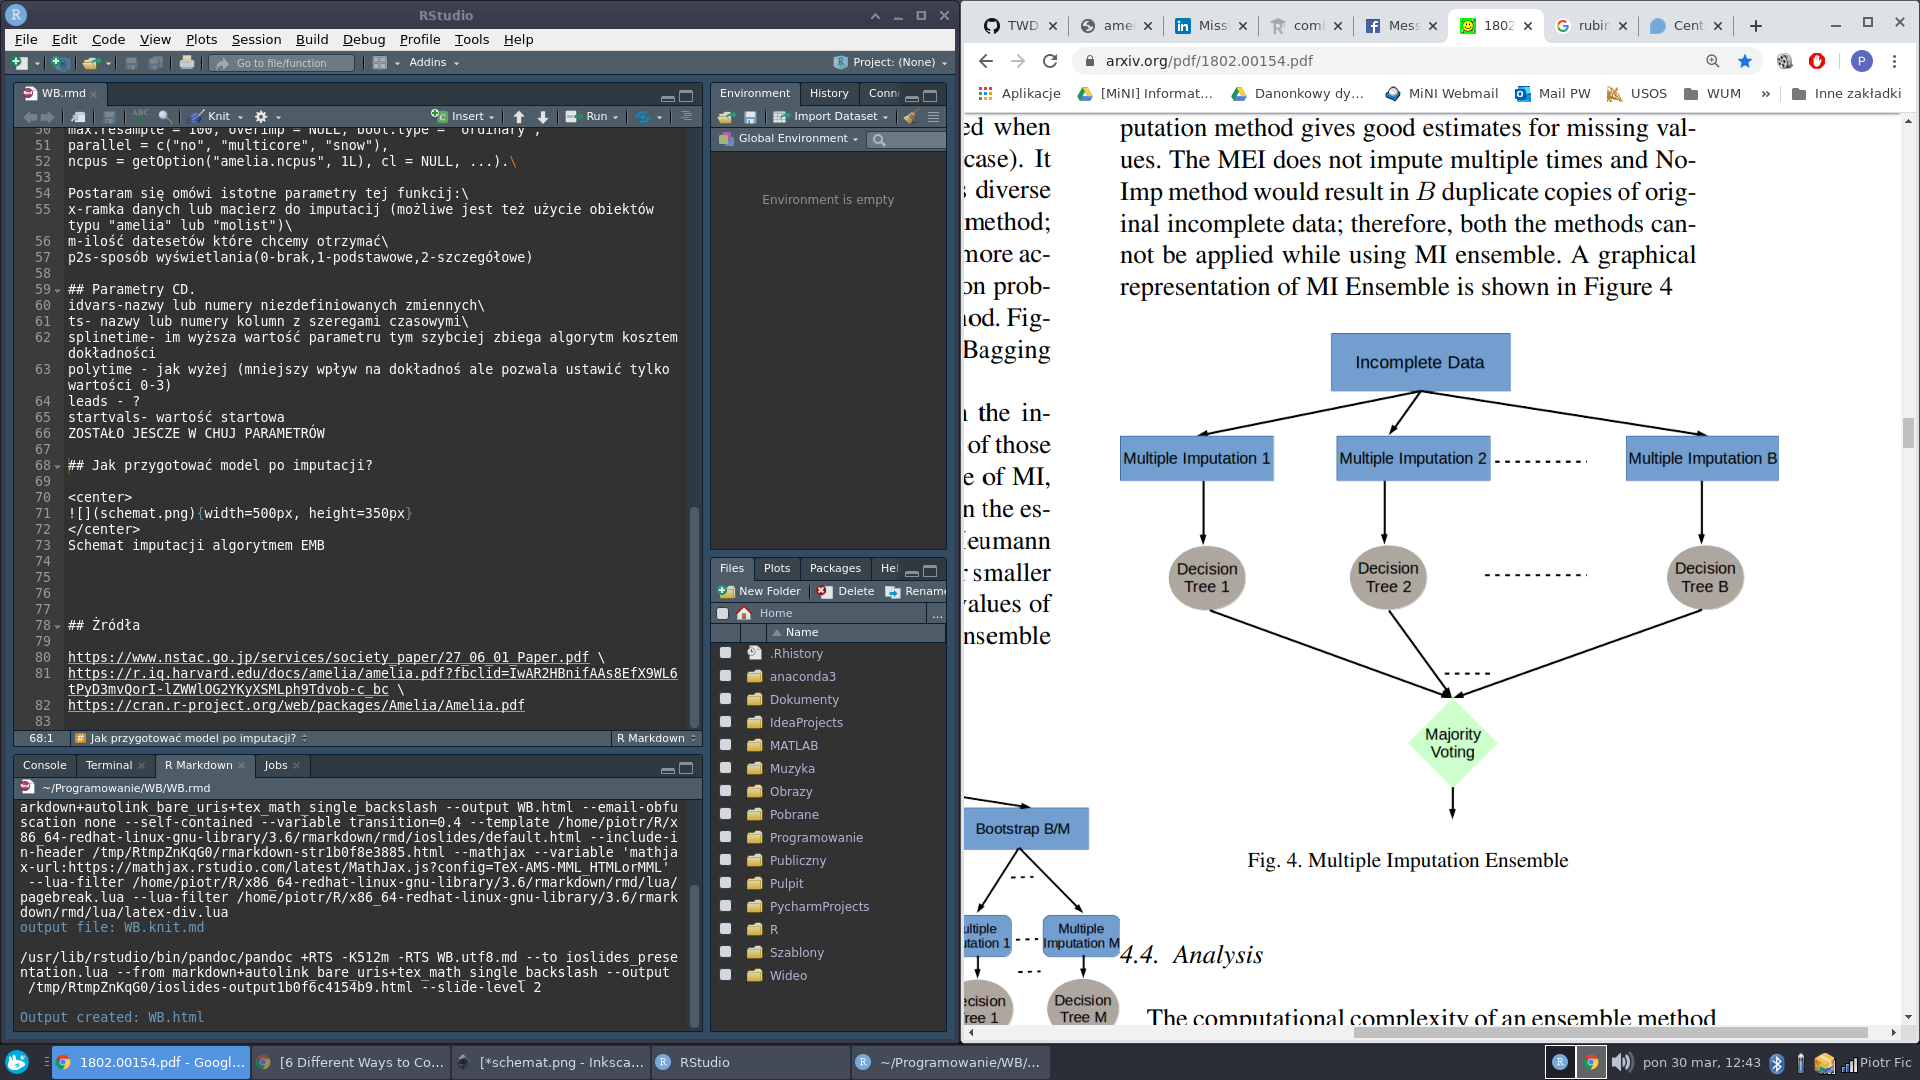 RStudio
File Edit Code View Plots Session Build Debug Profile Tools Help
Go to file/function
Addins
Project: (None)
WB.rmd
Knit
Insert
Run
50 max.resample = 100, overimp = NULL, boot.type = "ordinary",
51 parallel = c("no", "multicore", "snow"),
52 ncpus = getOption("amelia.ncpus", 1L), cl = NULL, ...).\
53
54 Postaram się omówi istotne parametry tej funkcij:\
55 x-ramka danych lub macierz do imputacij (możliwe jest też użycie obiektów
typu "amelia" lub "molist")\
56 m-ilość datesetów które chcemy otrzymać\
57 p2s-sposób wyświetlania(0-brak,1-podstawowe,2-szczegółowe)
58
59 ## Parametry CD.
60 idvars-nazwy lub numery niezdefiniowanych zmiennych\
61 ts- nazwy lub numery kolumn z szeregami czasowymi\
62 splinetime- im wyższa wartość parametru tym szybciej zbiega algorytm kosztem
dokładności
63 polytime - jak wyżej (mniejszy wpływ na dokładnoś ale pozwala ustawić tylko
wartości 0-3)
64 leads - ?
65 startvals- wartość startowa
66 ZOSTAŁO JESCZE W CHUJ PARAMETRÓW
67
68 ## Jak przygotować model po imputacji?
69
70 <center>
71 ![](schemat.png){width=500px, height=350px}
72 </center>
73 Schemat imputacji algorytmem EMB
74
75
76
77
78 ## Źródła
79
80 https://www.nstac.go.jp/services/society_paper/27_06_01_Paper.pdf \
81 https://r.iq.harvard.edu/docs/amelia/amelia.pdf?fbclid=IwAR2HBnifAAs8EfX9WL6
tPyD3mvQorI-lZWWlOG2YKyXSMLph9Tdvob-c_bc \
82 https://cran.r-project.org/web/packages/Amelia/Amelia.pdf
83
68:1 # Jak przygotować model po imputacji? R Markdown
Console Terminal R Markdown Jobs
~/Programowanie/WB/WB.rmd
arkdown+autolink_bare_uris+tex_math_single_backslash --output WB.html --email-obfu
scation none --self-contained --variable transition=0.4 --template /home/piotr/R/x
86_64-redhat-linux-gnu-library/3.6/rmarkdown/rmd/ioslides/default.html --include-i
n-header /tmp/RtmpZnKqG0/rmarkdown-str1b0f8e3885.html --mathjax --variable 'mathja
x-url:https://mathjax.rstudio.com/latest/MathJax.js?config=TeX-AMS-MML_HTMLorMML'
--lua-filter /home/piotr/R/x86_64-redhat-linux-gnu-library/3.6/rmarkdown/rmd/lua/
pagebreak.lua --lua-filter /home/piotr/R/x86_64-redhat-linux-gnu-library/3.6/rmark
down/rmd/lua/latex-div.lua
output file: WB.knit.md
/usr/lib/rstudio/bin/pandoc/pandoc +RTS -K512m -RTS WB.utf8.md --to ioslides_prese
ntation.lua --from markdown+autolink_bare_uris+tex_math_single_backslash --output
/tmp/RtmpZnKqG0/ioslides-output1b0f6c4154b9.html --slide-level 2
Output created: WB.html
Environment History Conn
Import Dataset
Global Environment
Environment is empty
Files Plots Packages Hel
New Folder Delete Rename
Home ...
Name
.Rhistory
anaconda3
Dokumenty
IdeaProjects
MATLAB
Muzyka
Obrazy
Pobrane
Programowanie
Publiczny
Pulpit
PycharmProjects
R
Szablony
Wideo
TWD amel Missi com Mess 1802 rubir Cent
arxiv.org/pdf/1802.00154.pdf
P
Aplikacje [MiNI] Informat... Danonkowy dy... MiNI Webmail Mail PW USOS WUM » Inne zakładki
ed when
case). It
s diverse
method;
more ac-
on prob-
nod. Fig-
Bagging
n the in-
of those
e of MI,
n the es-
Neumann
r smaller
values of
nsemble
Bootstrap B/M
ultiple
utation 1
Multiple
Imputation M
ecision
ree 1
Decision
Tree M
putation method gives good estimates for missing val-
ues. The MEI does not impute multiple times and No-
Imp method would result in B duplicate copies of orig-
inal incomplete data; therefore, both the methods can-
not be applied while using MI ensemble. A graphical
representation of MI Ensemble is shown in Figure 4
Incomplete Data
Multiple Imputation 1
Multiple Imputation 2
Multiple Imputation B
Decision
Tree 1
Decision
Tree 2
Decision
Tree B
Majority
Voting
Fig. 4. Multiple Imputation Ensemble
4.4. Analysis
The computational complexity of an ensemble method
1802.00154.pdf - Googl... [6 Different Ways to Co... [*schemat.png - Inksca... RStudio ~/Programowanie/WB/...
pon 30 mar, 12:43 Piotr Fic